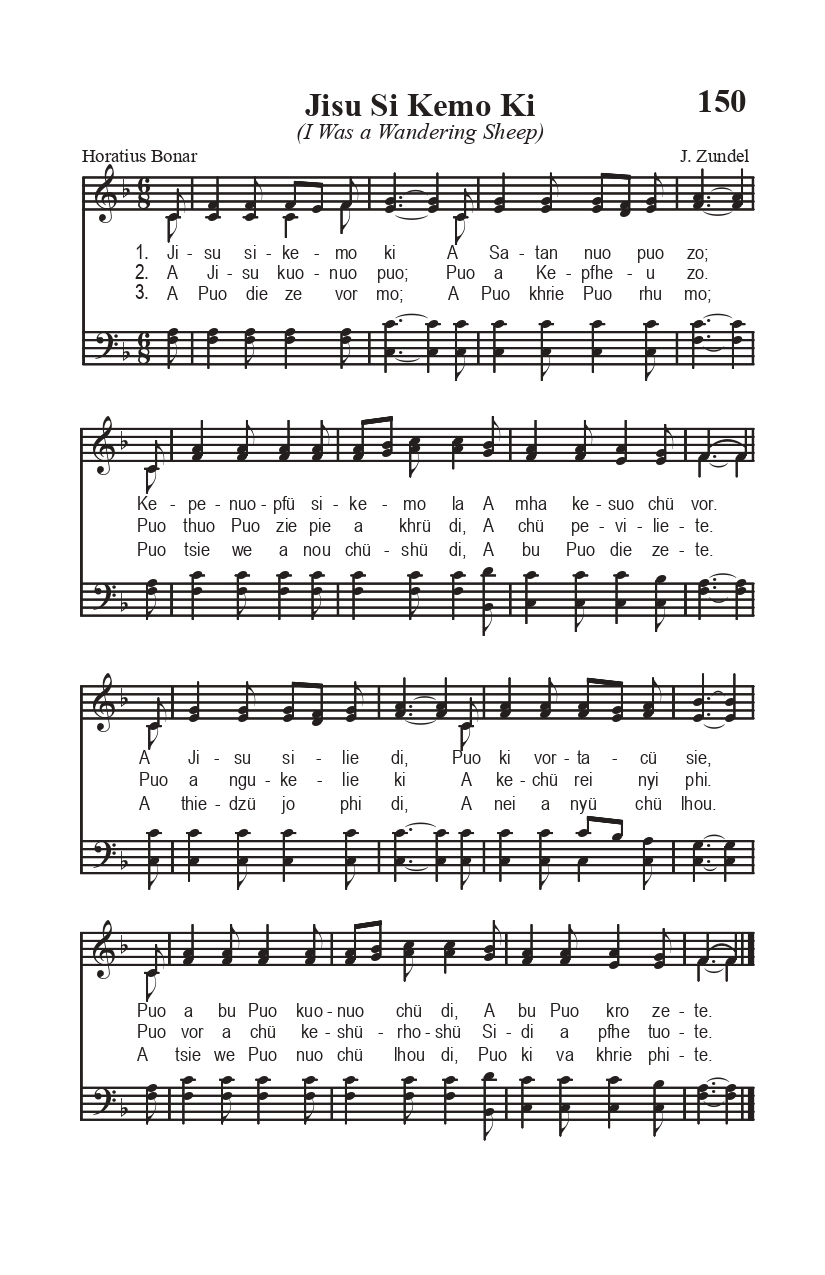 150
Jisu Si Kemo Ki
(I Was a Wandering Sheep)
Horatius Bonar J. Zundel
1. Ji - su si - ke - mo ki A Sa - tan nuo puo zo;
2. A Ji - su kuo - nuo puo; Puo a Ke - pfhe - u zo.
3. A Puo die ze vor mo; A Puo khrie Puo rhu mo;
Ke - pe - nuo - pfü si - ke - mo la A mha ke - suo chü vor.
Puo thuo Puo zie pie a khrü di, A chü pe - vi - lie - te.
Puo tsie we a nou chü - shü di, A bu Puo die ze - te.
A Ji - su si - lie di, Puo ki vor - ta - cü sie,
Puo a ngu - ke - lie ki A ke - chü rei nyi phi.
A thie - dzü jo phi di, A nei a nyü chü lhou.
Puo a bu Puo kuo - nuo chü di, A bu Puo kro ze - te.
Puo vor a chü ke - shü - rho - shü Si - di a pfhe tuo - te.
A tsie we Puo nuo chü lhou di, Puo ki va khrie phi - te.